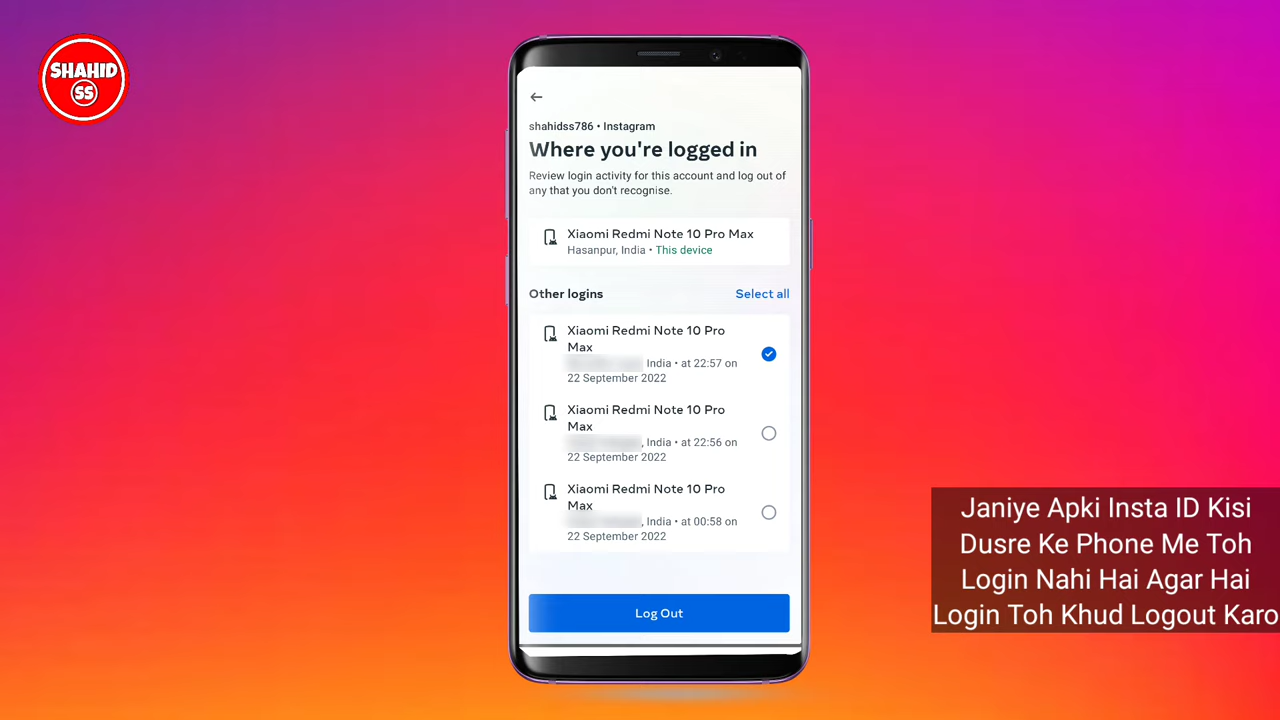 SHAHID
SS
shahidss786 • Instagram
Where you're logged in
Review login activity for this account and log out of
any that you don't recognise.
Xiaomi Redmi Note 10 Pro Max
Hasanpur, India • This device
Other logins
Select all
Xiaomi Redmi Note 10 Pro
Max
India • at 22:57 on
22 September 2022
Xiaomi Redmi Note 10 Pro
Max
, India • at 22:56 on
22 September 2022
Xiaomi Redmi Note 10 Pro
Max
, India • at 00:58 on
22 September 2022
Log Out
Janiye Apki Insta ID Kisi
Dusre Ke Phone Me Toh
Login Nahi Hai Agar Hai
Login Toh Khud Logout Karo